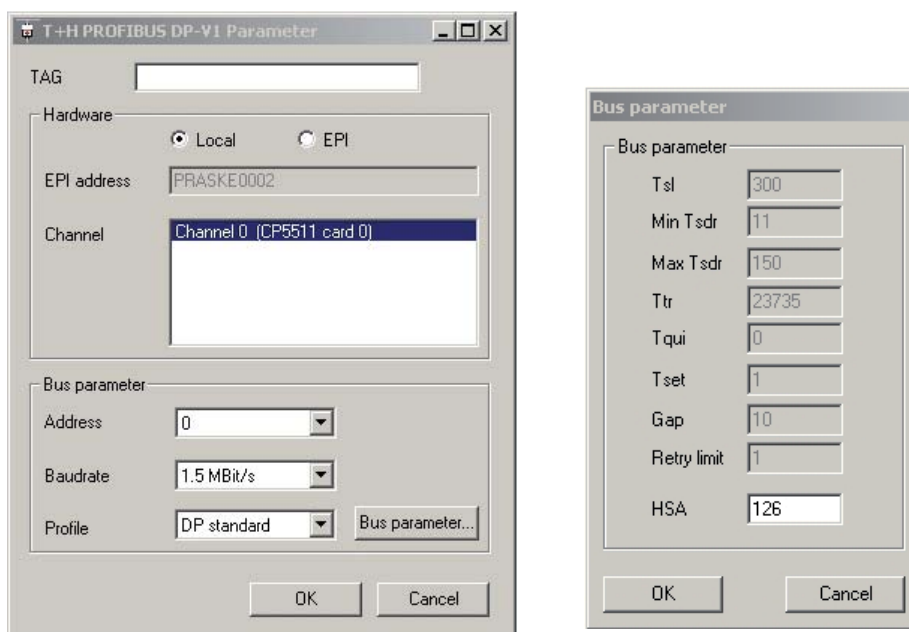 T+H PROFIBUS DP-V1 Parameter
TAG
Hardware
Local EPI
EPI address PRASKE0002
Channel Channel 0 (CP5511 card 0)
Bus parameter
Address 0
Baudrate 1.5 MBit/s
Profile DP standard Bus parameter...
OK Cancel
Bus parameter
Bus parameter
Tsl 300
Min Tsdr 11
Max Tsdr 150
Ttr 23735
Tqui 0
Tset 1
Gap 10
Retry limit 1
HSA 126
OK Cancel